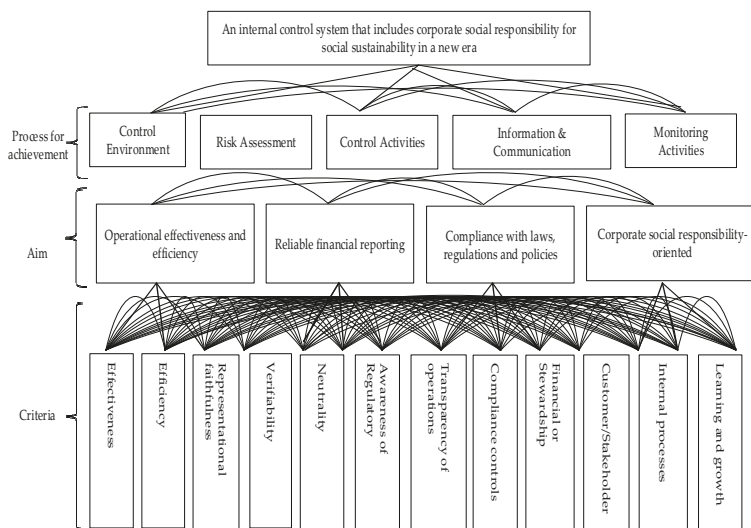 An internal control system that includes corporate social responsibility for
social sustainability in a new era
Process for
achievement
Control
Environment
Risk Assessment
Control Activities
Information &
Communication
Monitoring
Activities
Aim
Operational effectiveness and
efficiency
Reliable financial reporting
Compliance with laws,
regulations and policies
Corporate social responsibility-
oriented
Criteria
Effectiveness
Efficiency
Representational
faithfulness
Verifiability
Neutrality
Awareness of
Regulatory
Transparency of
operations
Compliance controls
Financial or
Stewardship
Customer/Stakeholder
Internal processes
Learning and growth